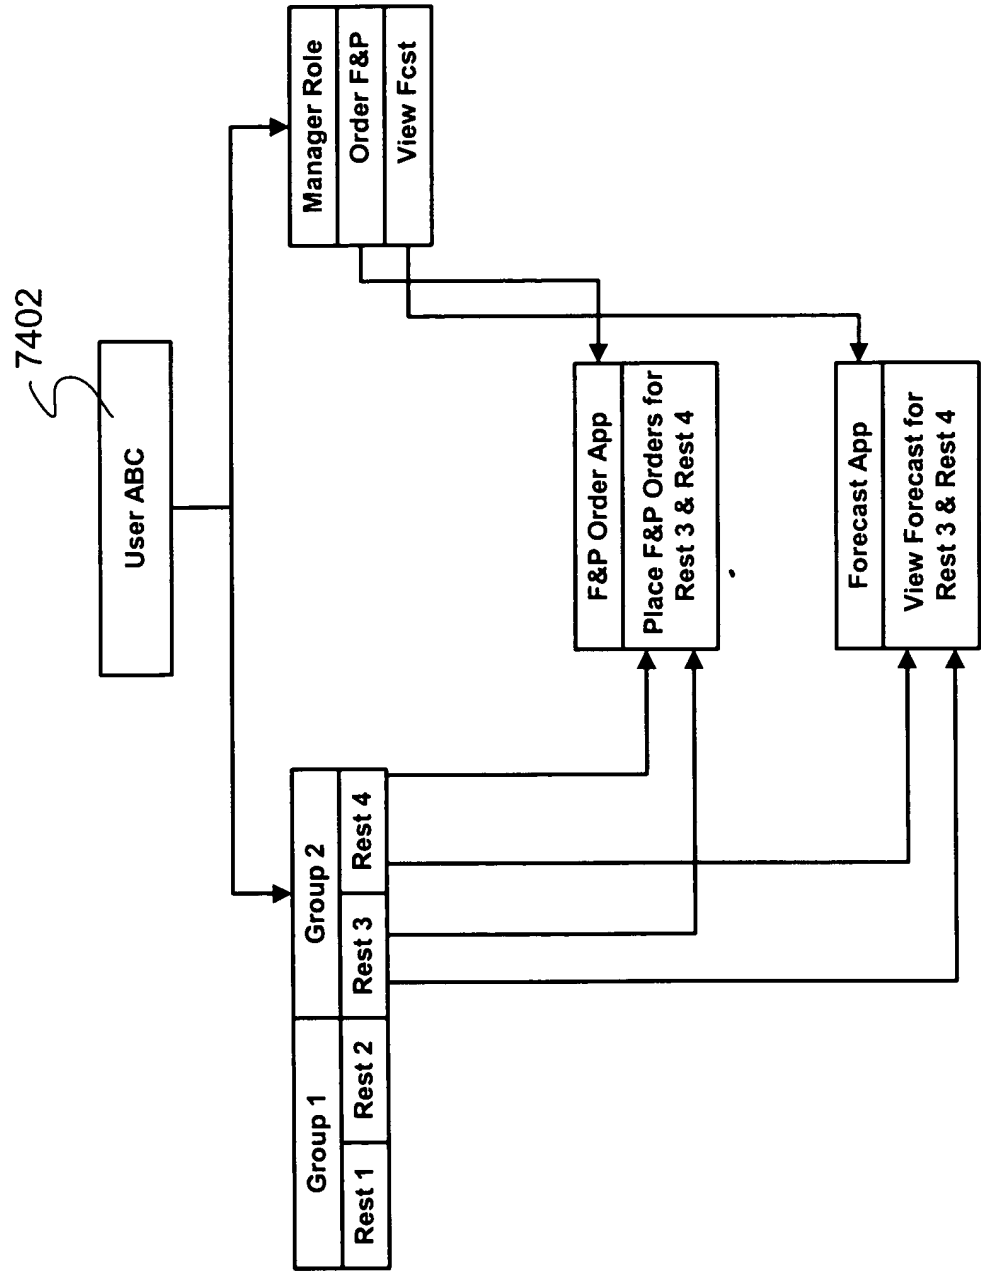 7402
User ABC
Group 1
Group 2
Rest 1
Rest 2
Rest 3
Rest 4
Manager Role
Order F&P
View Fcst
F&P Order App
Place F&P Orders for
Rest 3 & Rest 4
Forecast App
View Forecast for
Rest 3 & Rest 4